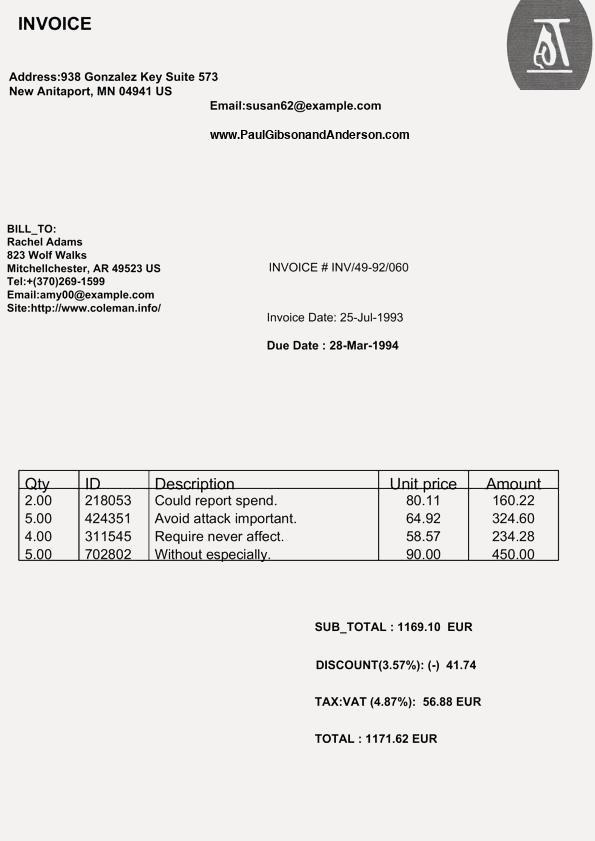 INVOICE
Address:938 Gonzalez Key Suite 573
New Anitaport, MN 04941 US
Email:susan62@example.com
www.PaulGibsonandAnderson.com
BILL_TO:
Rachel Adams
823 Wolf Walks
Mitchellchester, AR 49523 US
Tel:+(370)269-1599
Email:amy00@example.com
Site:http://www.coleman.info/
INVOICE # INV/49-92/060
Invoice Date: 25-Jul-1993
Due Date : 28-Mar-1994
Qty ID Description Unit price Amount
2.00 218053 Could report spend. 80.11 160.22
5.00 424351 Avoid attack important. 64.92 324.60
4.00 311545 Require never affect. 58.57 234.28
5.00 702802 Without especially. 90.00 450.00
SUB_TOTAL : 1169.10 EUR
DISCOUNT(3.57%): (-) 41.74
TAX:VAT (4.87%): 56.88 EUR
TOTAL : 1171.62 EUR